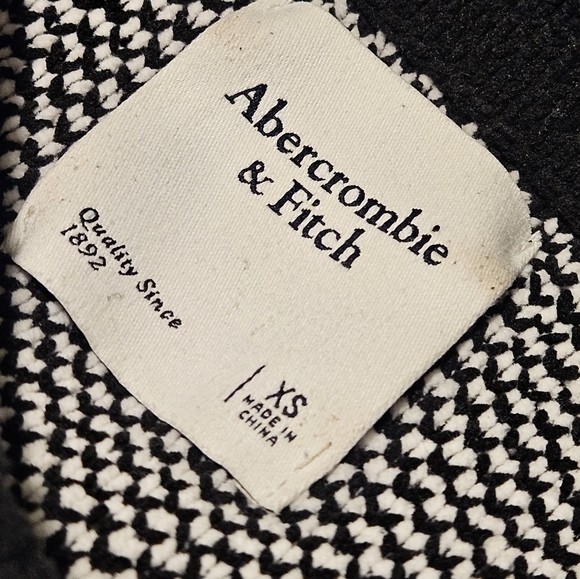 Abercrombie
& Fitch
Quality Since
1892
XS
MADE IN
CHINA